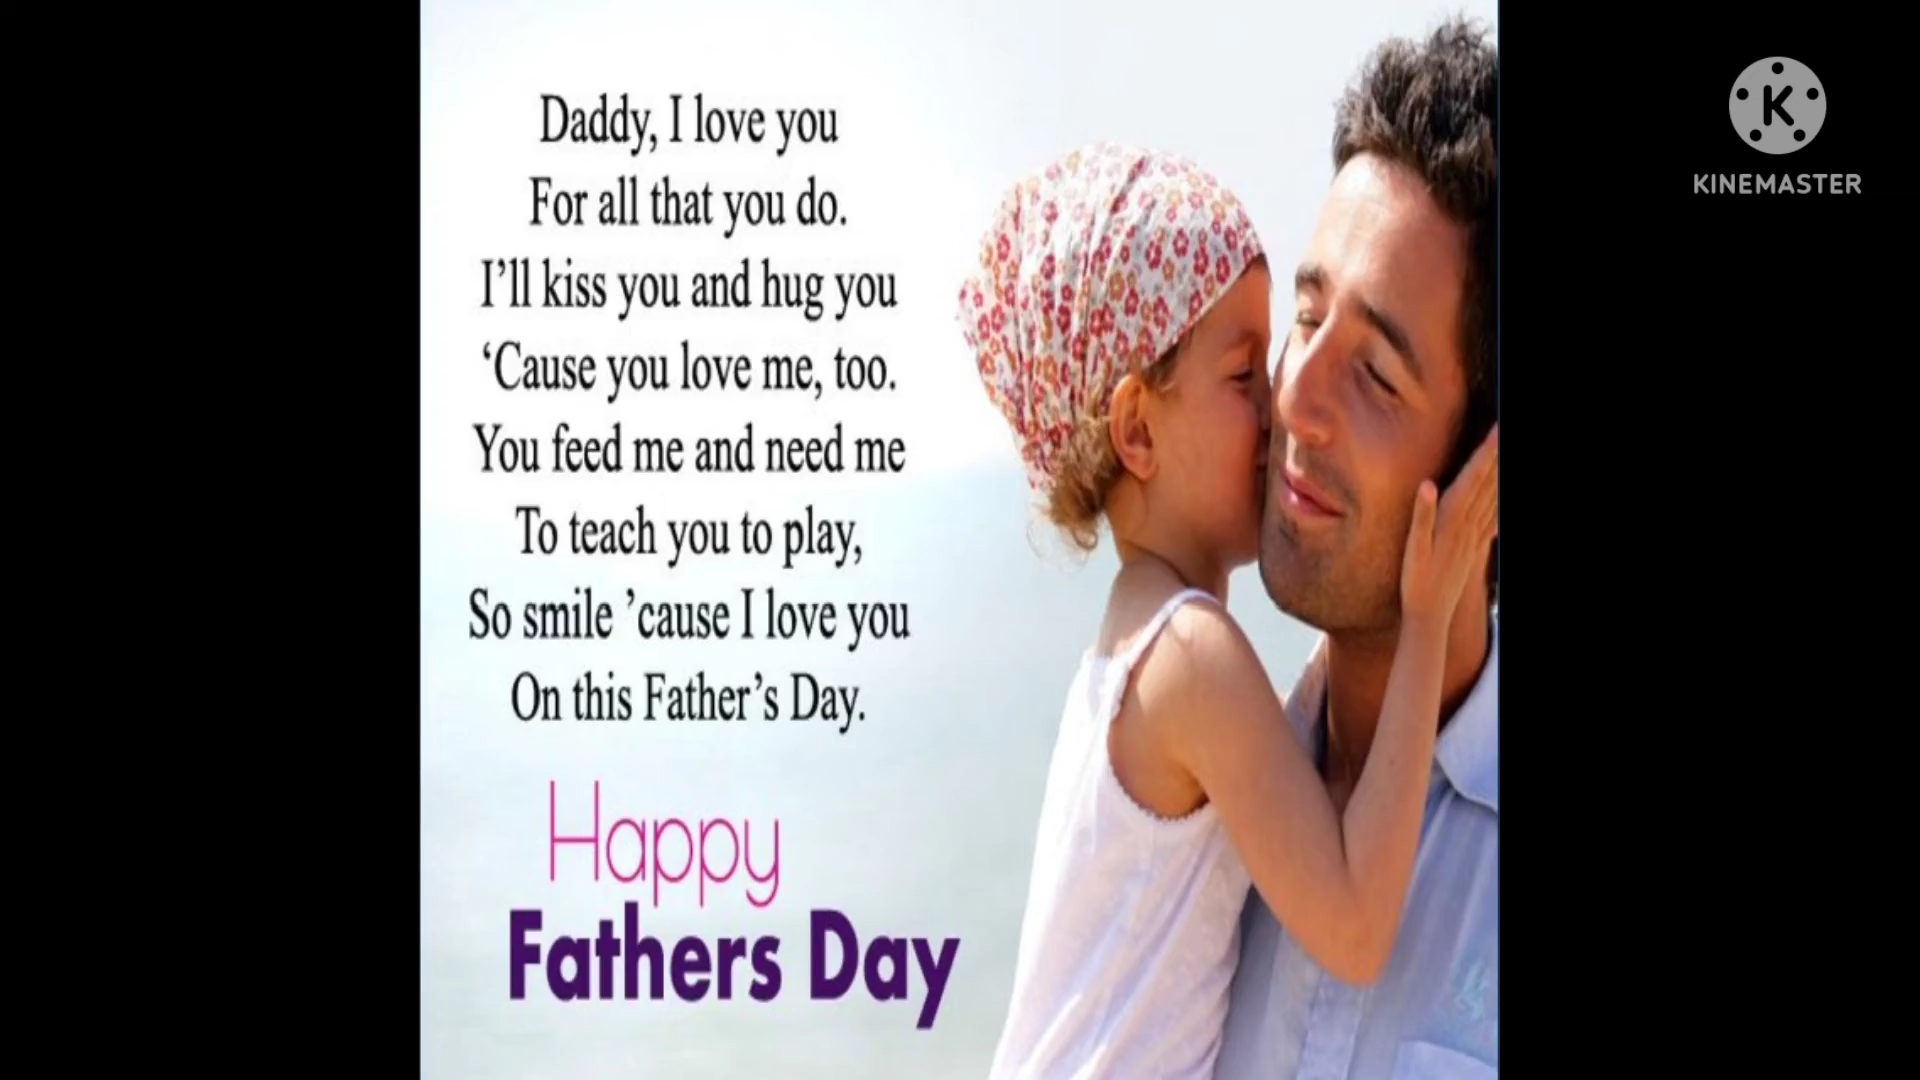 Daddy, I love you
For all that you do.
I’ll kiss you and hug you
‘Cause you love me, too.
You feed me and need me
To teach you to play,
So smile ’cause I love you
On this Father’s Day.
Happy
Fathers Day
K
KINEMASTER